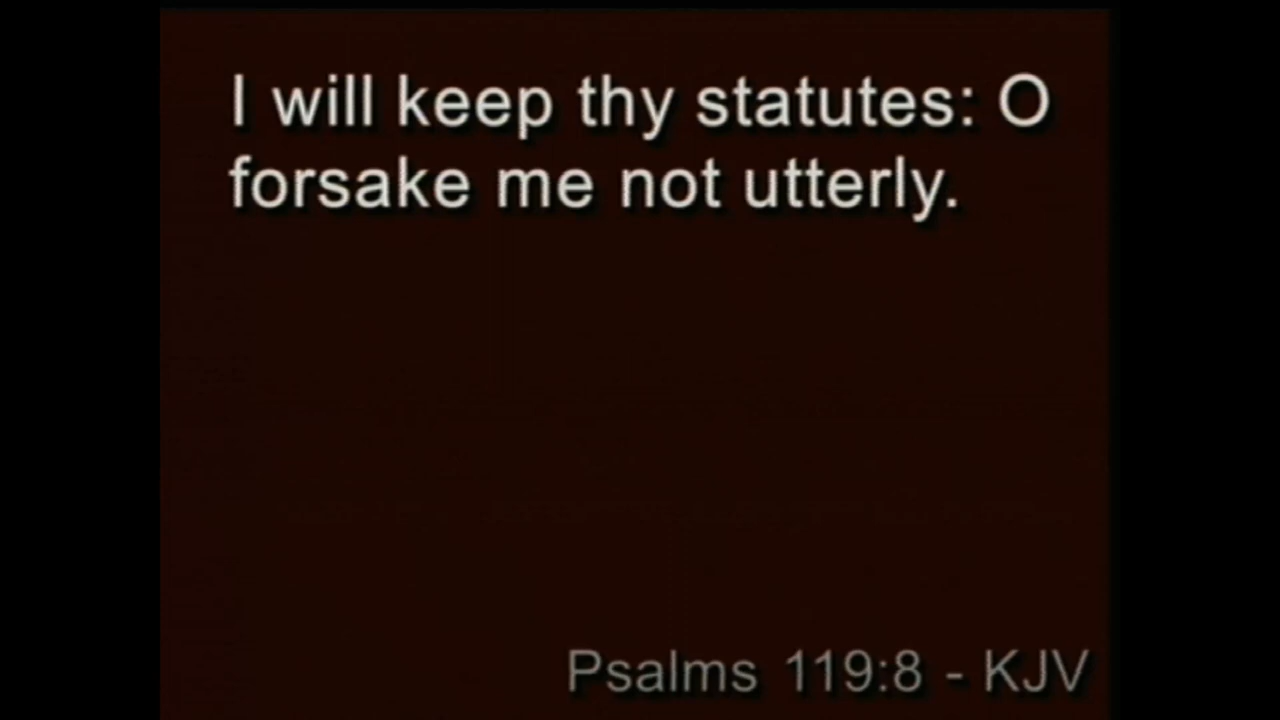 I will keep thy statutes: O
forsake me not utterly.
Psalms 119:8 - KJV